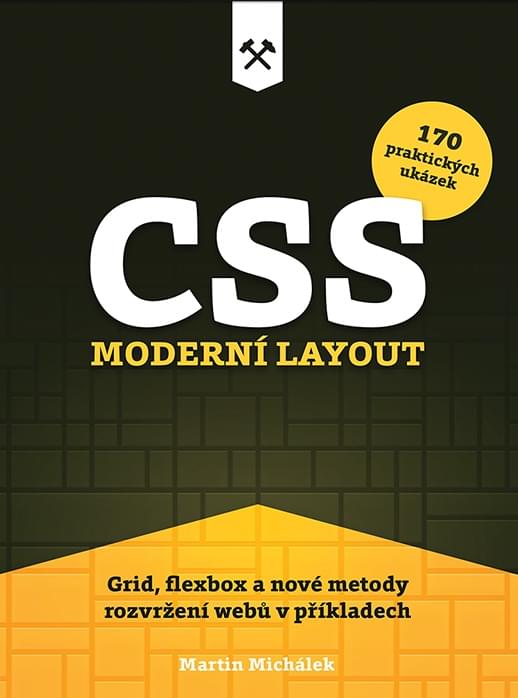 170
praktických
ukázek
CSS
MODERNÍ LAYOUT
Grid, flexbox a nové metody
rozvržení webů v příkladech
Martin Michálek